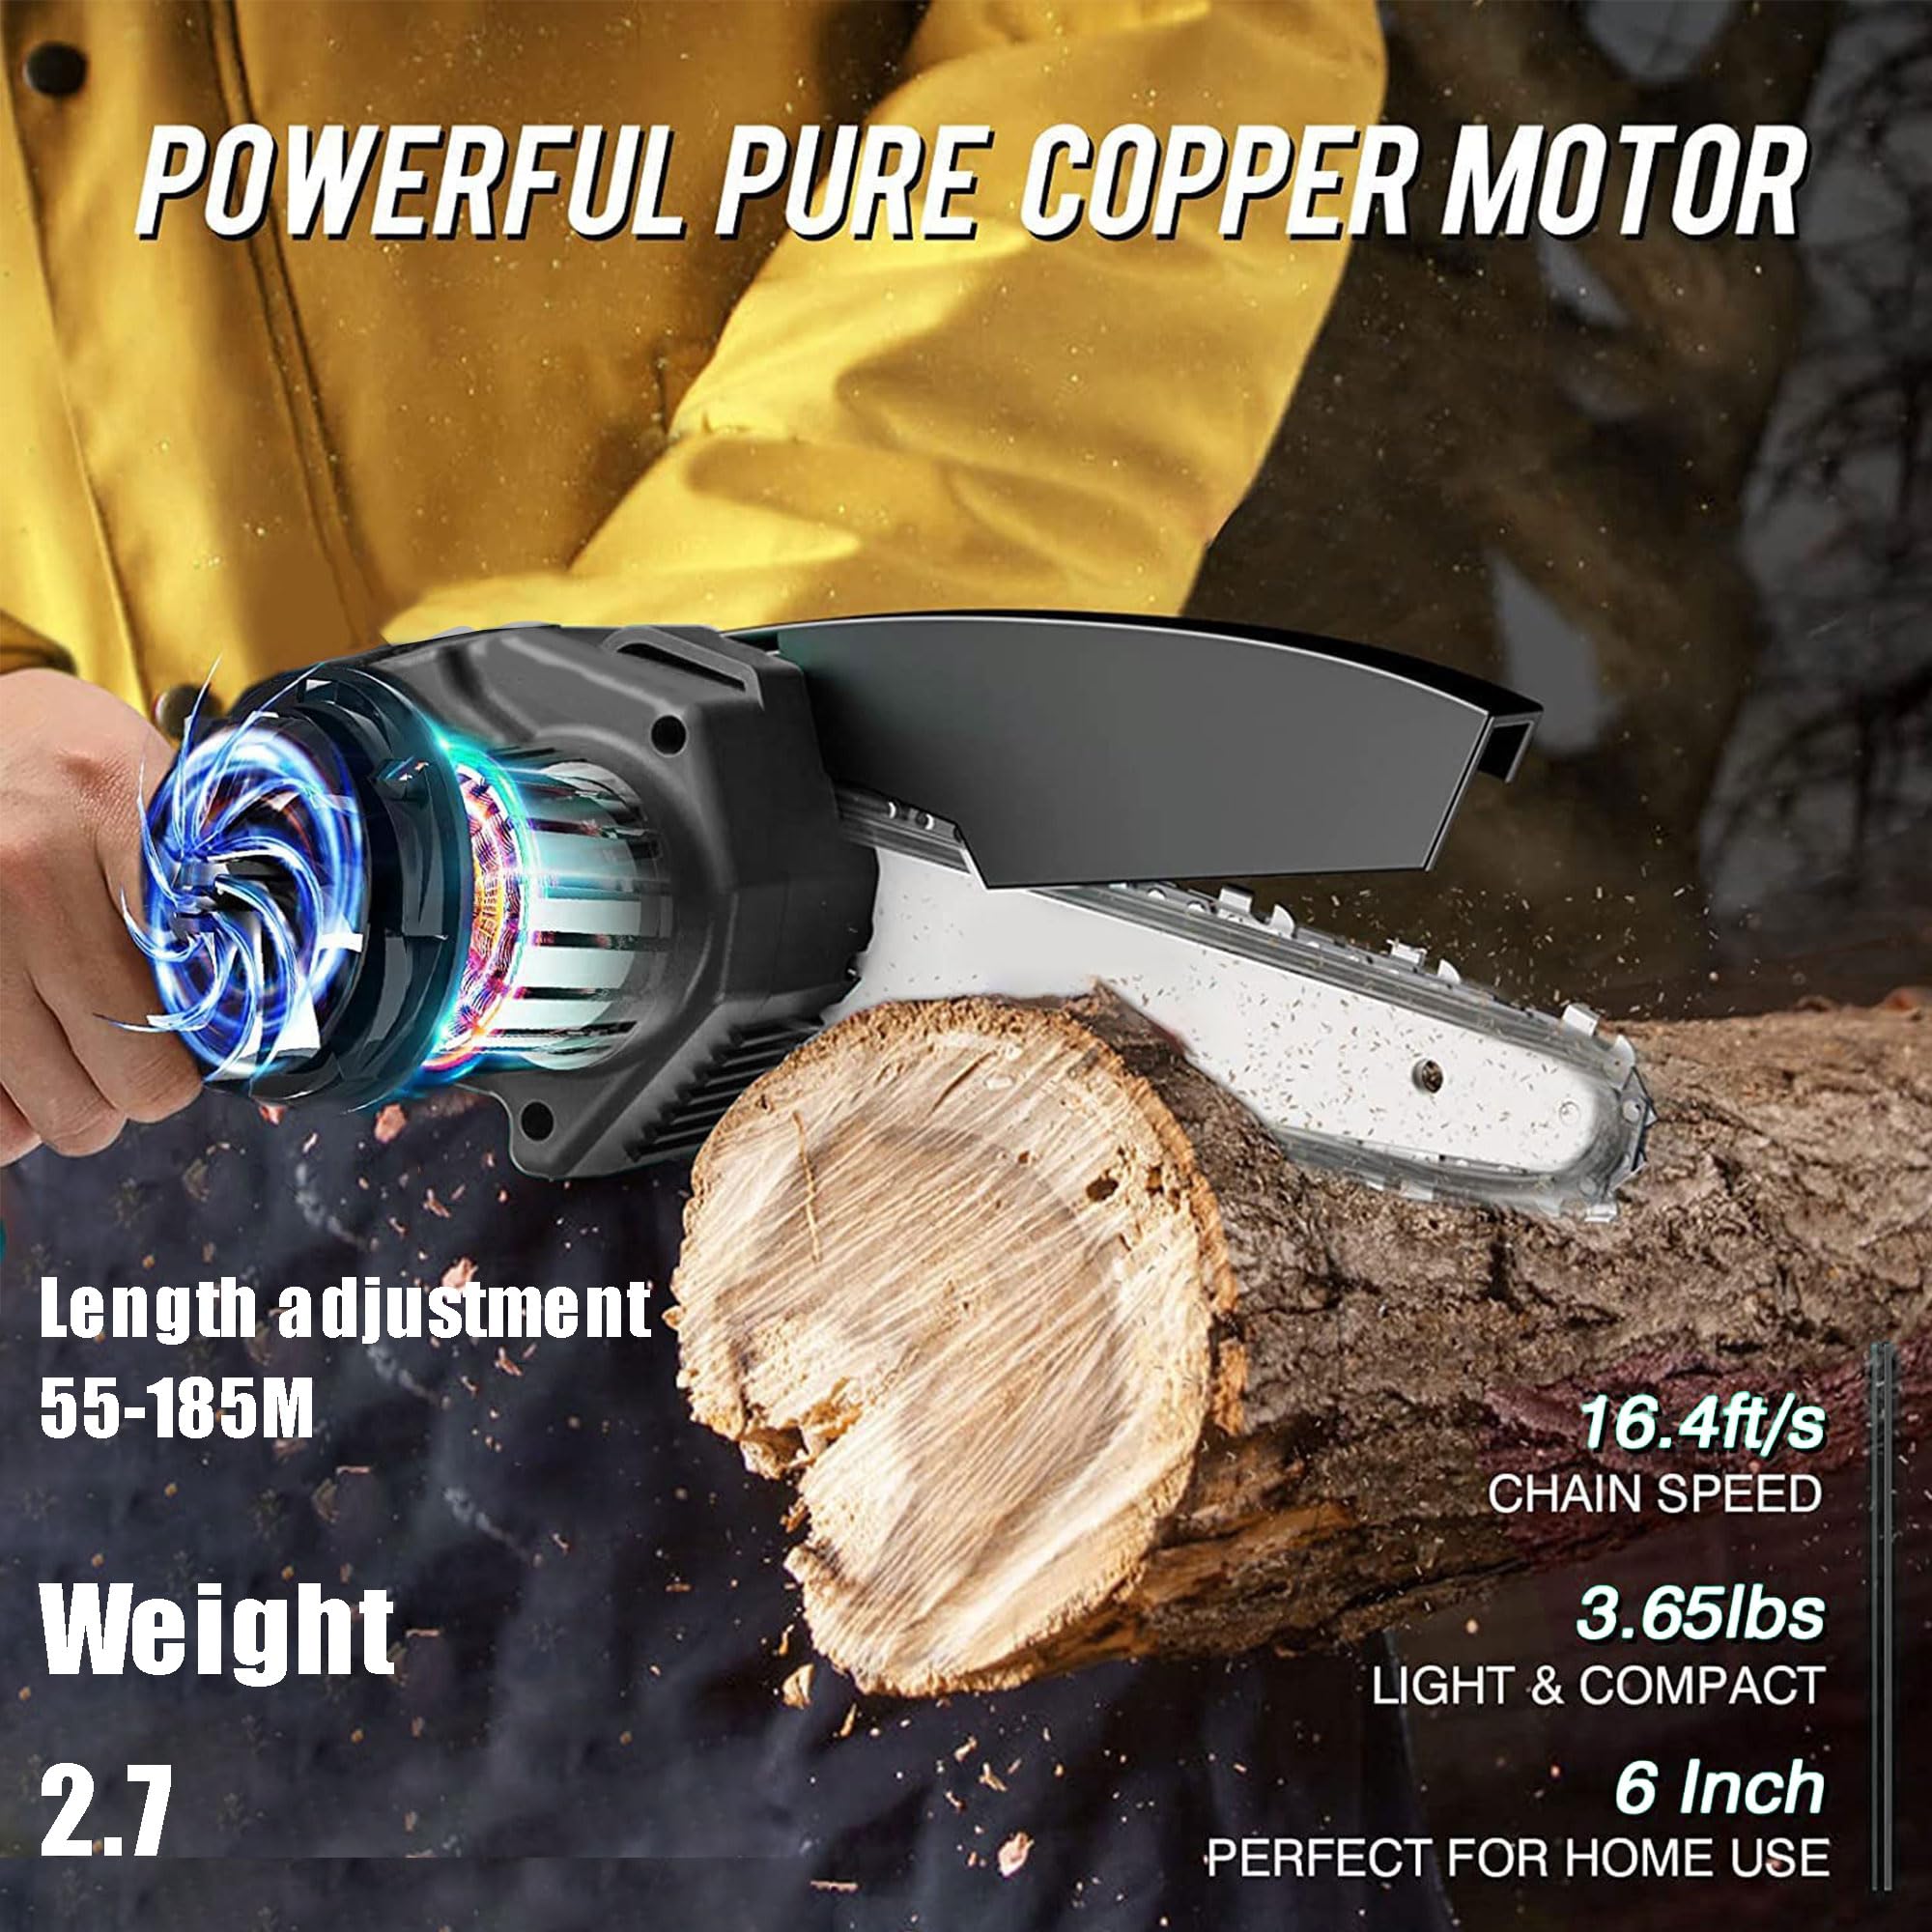 POWERFUL PURE COPPER MOTOR
Length adjustment
55-185M
Weight
2.7
16.4ft/s
CHAIN SPEED
3.65lbs
LIGHT & COMPACT
6 Inch
PERFECT FOR HOME USE